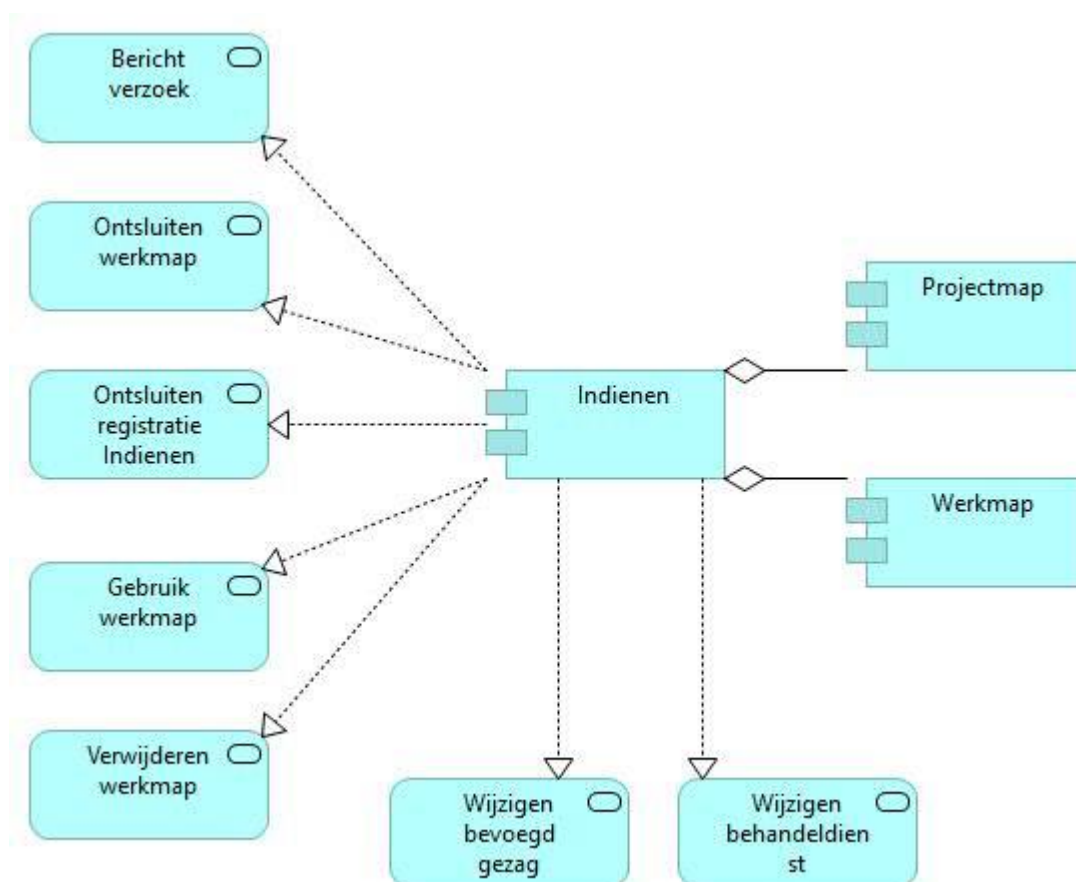 Bericht
verzoek
Ontsluiten
werkmap
Ontsluiten
registratie
Indienen
Gebruik
werkmap
Verwijderen
werkmap
Indienen
Projectmap
Werkmap
Wijzigen
bevoegd
gezag
Wijzigen
behandeldien
st